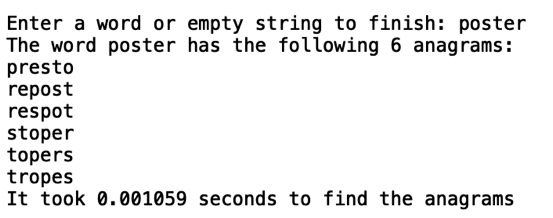 Enter a word or empty string to finish: poster
The word poster has the following 6 anagrams:
presto
repost
respot
stoper
topers
tropes
It took 0.001059 seconds to find the anagrams